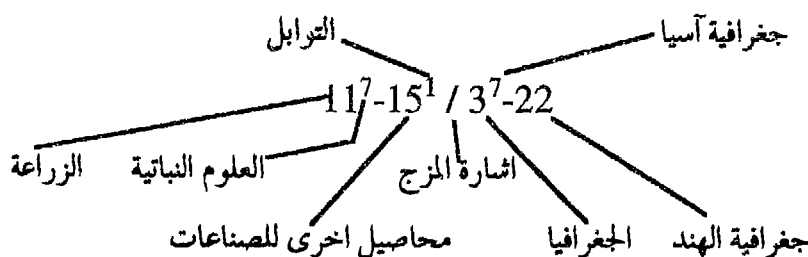 التوابل جغرافية آسيا
11⁷-15¹ / 3⁷-22
الزراعة العلوم النباتية اشارة المزج
محاصيل اخرى للصناعات الجغرافيا جغرافية الهند